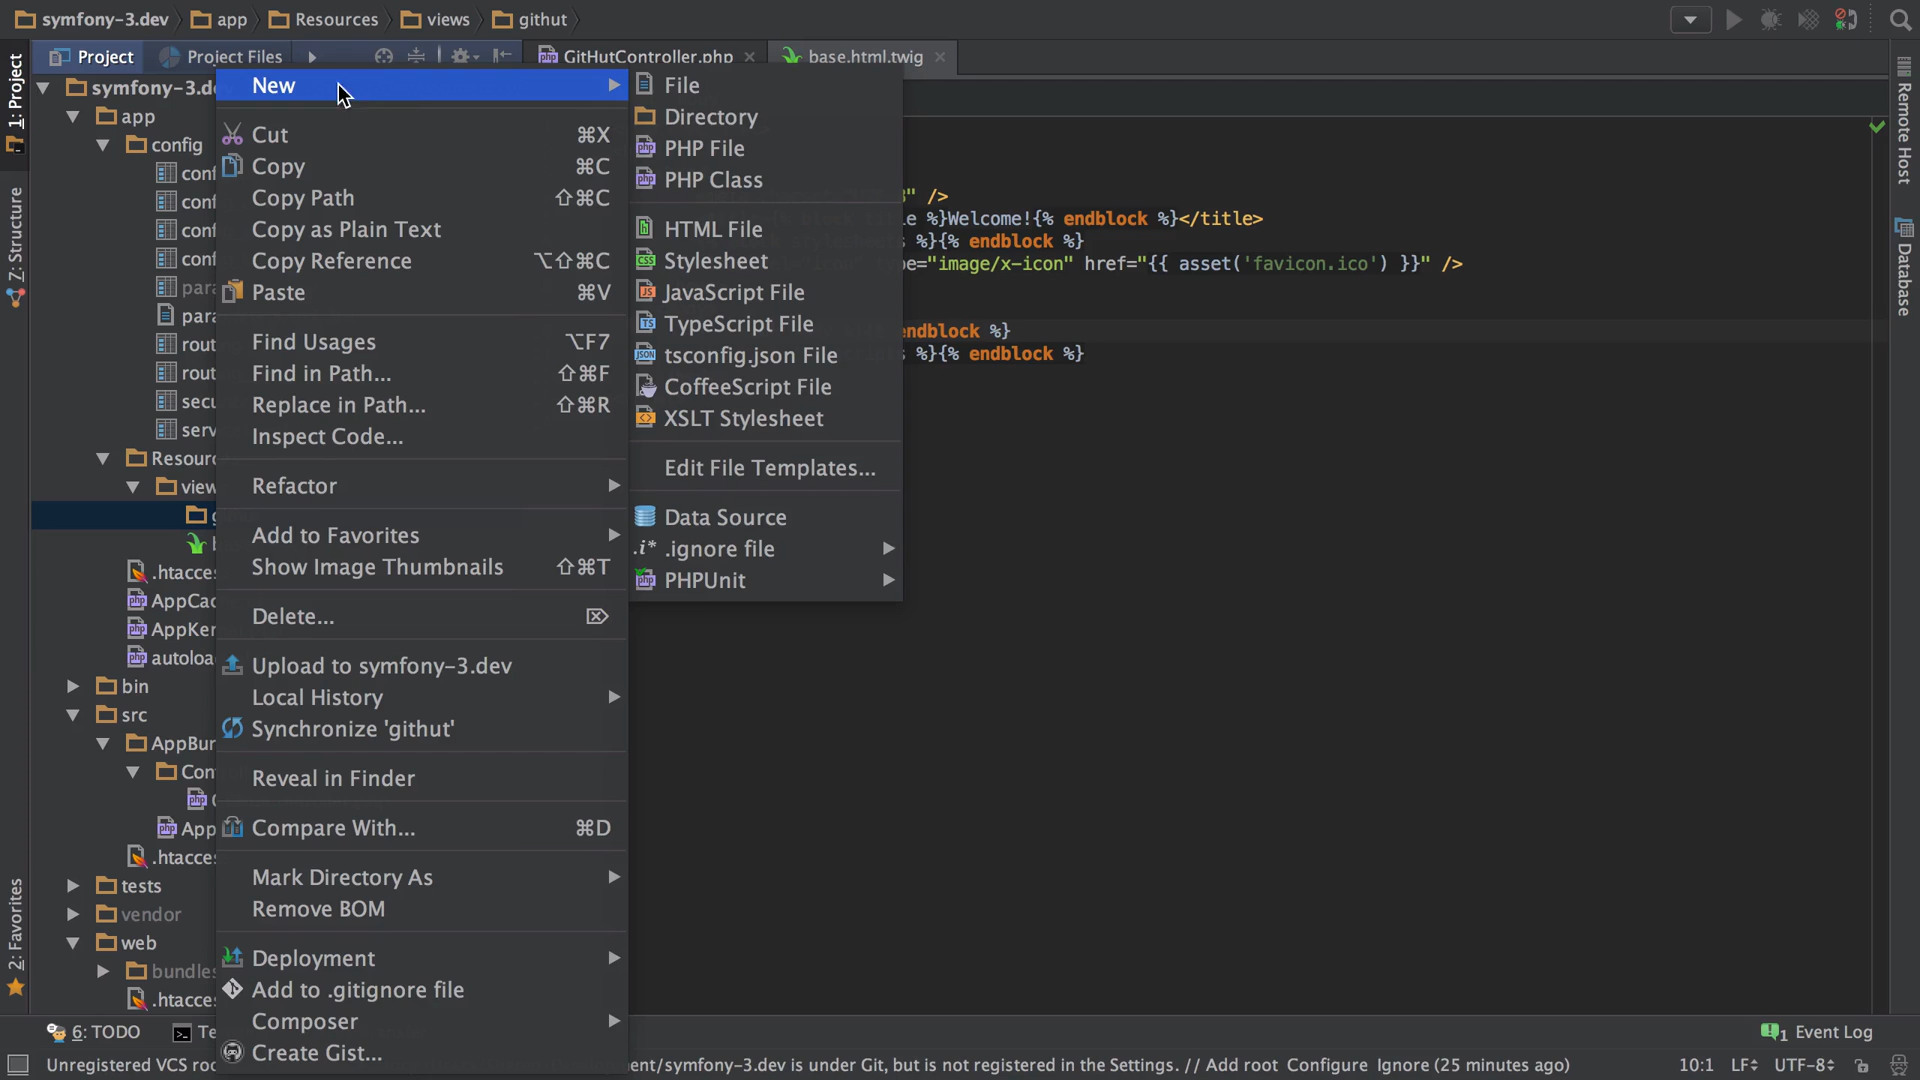 symfony-3.dev app Resources views githut
1: Project
Z: Structure
2: Favorites
Project Project Files
GitHutController.php base.html.twig
symfony-3.d
app
config
conf
conf
conf
conf
para
para
rout
rout
secu
serv
Resour
view
g
b
.htacces
AppCac
AppKer
autoloa
bin
src
AppBun
Con
php
App
.htacces
tests
vendor
web
bundles
.htacces
New
Cut ⌘X
Copy ⌘C
Copy Path ⇧⌘C
Copy as Plain Text
Copy Reference ⌥⇧⌘C
Paste ⌘V
Find Usages ⌥F7
Find in Path... ⇧⌘F
Replace in Path... ⇧⌘R
Inspect Code...
Refactor
Add to Favorites
Show Image Thumbnails ⇧⌘T
Delete... ⌦
Upload to symfony-3.dev
Local History
Synchronize 'githut'
Reveal in Finder
Compare With... ⌘D
Mark Directory As
Remove BOM
Deployment
Add to .gitignore file
Composer
Create Gist...
File
Directory
PHP File
PHP Class
HTML File
Stylesheet
JavaScript File
TypeScript File
tsconfig.json File
CoffeeScript File
XSLT Stylesheet
Edit File Templates...
Data Source
.i* .ignore file
PHPUnit
" />
e %}Welcome!{% endblock %}</title>
%}{% endblock %}
e="image/x-icon" href="{{ asset('favicon.ico') }}" />
endblock %}
%}{% endblock %}
Remote Host
Database
6: TODO Te
1 Event Log
Unregistered VCS roo ent/symfony-3.dev is under Git, but is not registered in the Settings. // Add root Configure Ignore (25 minutes ago) 10:1 LF UTF-8